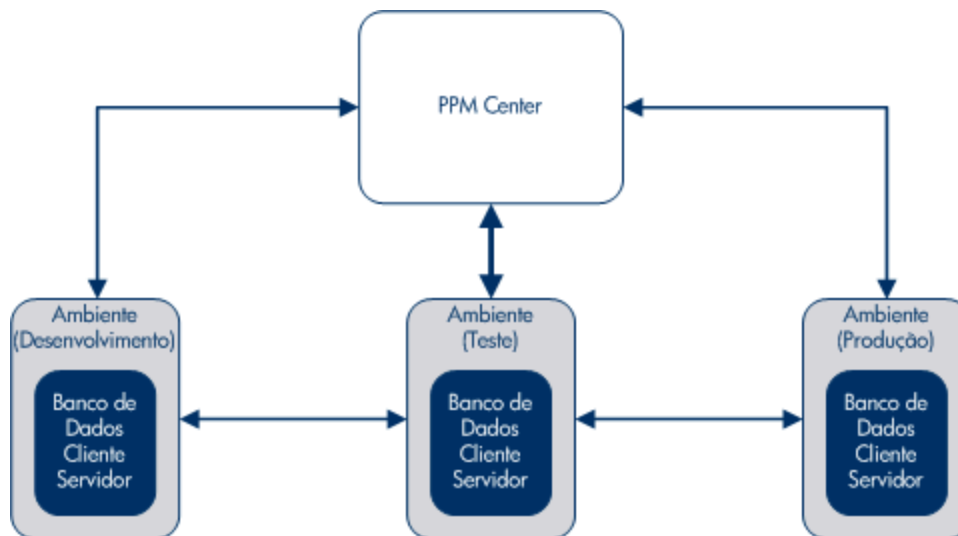 PPM Center
Ambiente
(Desenvolvimento)
Banco de
Dados
Cliente
Servidor
Ambiente
(Teste)
Banco de
Dados
Cliente
Servidor
Ambiente
(Produção)
Banco de
Dados
Cliente
Servidor